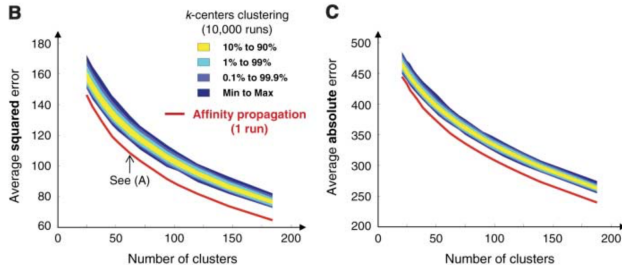 B
k-centers clustering
(10,000 runs)
10% to 90%
1% to 99%
0.1% to 99.9%
Min to Max
Affinity propagation
(1 run)
See (A)
Average squared error
180
160
140
120
100
80
60
0
50
100
150
200
Number of clusters
C
Average absolute error
500
450
400
350
300
250
200
0
50
100
150
200
Number of clusters